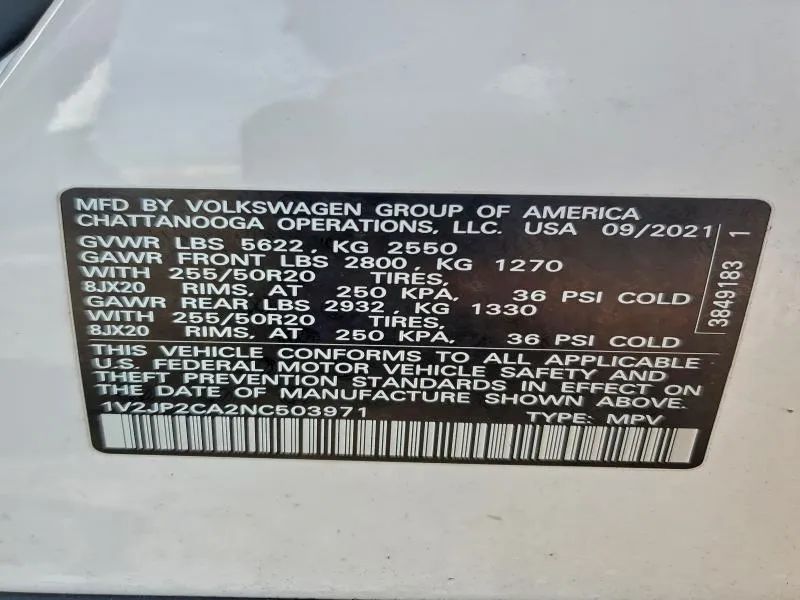 MFD BY VOLKSWAGEN GROUP OF AMERICA
CHATTANOOGA OPERATIONS, LLC. USA 09/2021
GVWR LBS 5622, KG 2550
GAWR FRONT LBS 2800, KG 1270
WITH 255/50R20 TIRES,
8JX20 RIMS, AT 250 KPA, 36 PSI COLD
GAWR REAR LBS 2932, KG 1330
WITH 255/50R20 TIRES,
8JX20 RIMS, AT 250 KPA, 36 PSI COLD
THIS VEHICLE CONFORMS TO ALL APPLICABLE
U.S. FEDERAL MOTOR VEHICLE SAFETY AND
THEFT PREVENTION STANDARDS IN EFFECT ON
THE DATE OF MANUFACTURE SHOWN ABOVE.
1V2JP2CA2NC503971 TYPE: MPV
3849183 1